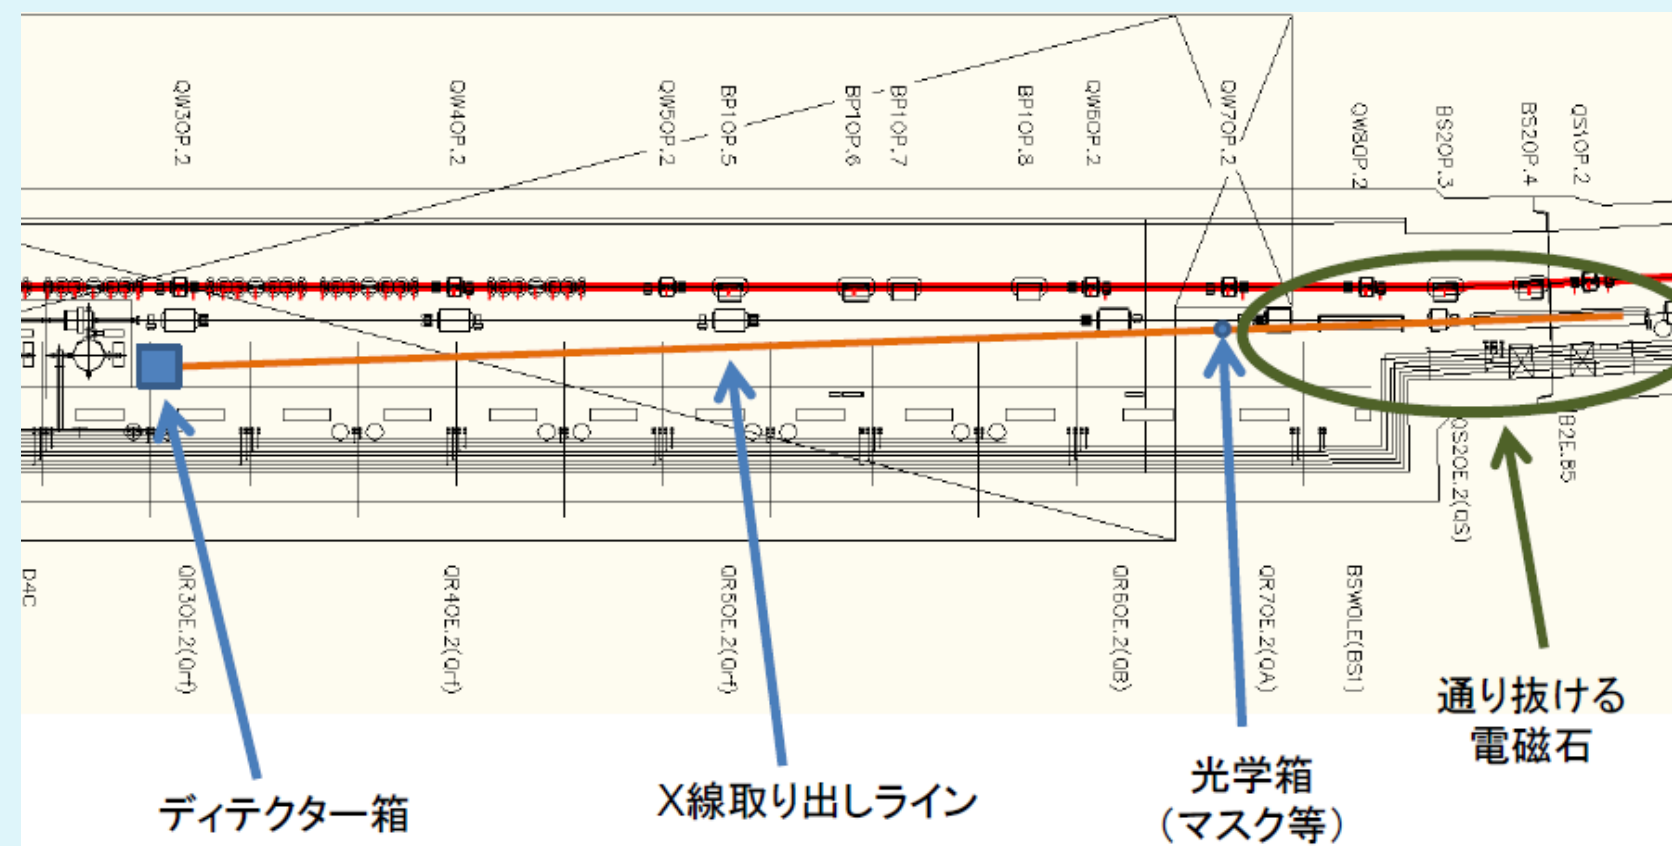 QW3OP.2
QW4OP.2
QW5OP.2
BP1OP.5
BP1OP.6
BP1OP.7
BP1OP.8
QW6OP.2
QW7OP.2
QW8OP.2
BS2OP.3
BS2OP.4
QS1OP.2
QS2OE.2(QS)
B2E.B5
D4C
QR3OE.2(Qrf)
QR4OE.2(Qrf)
QR5OE.2(Qrf)
QR6OE.2(QB)
QR7OE.2(QA)
BSWOLE(BS1)
通り抜ける
電磁石
光学箱
（マスク等）
X線取り出しライン
ディテクター箱